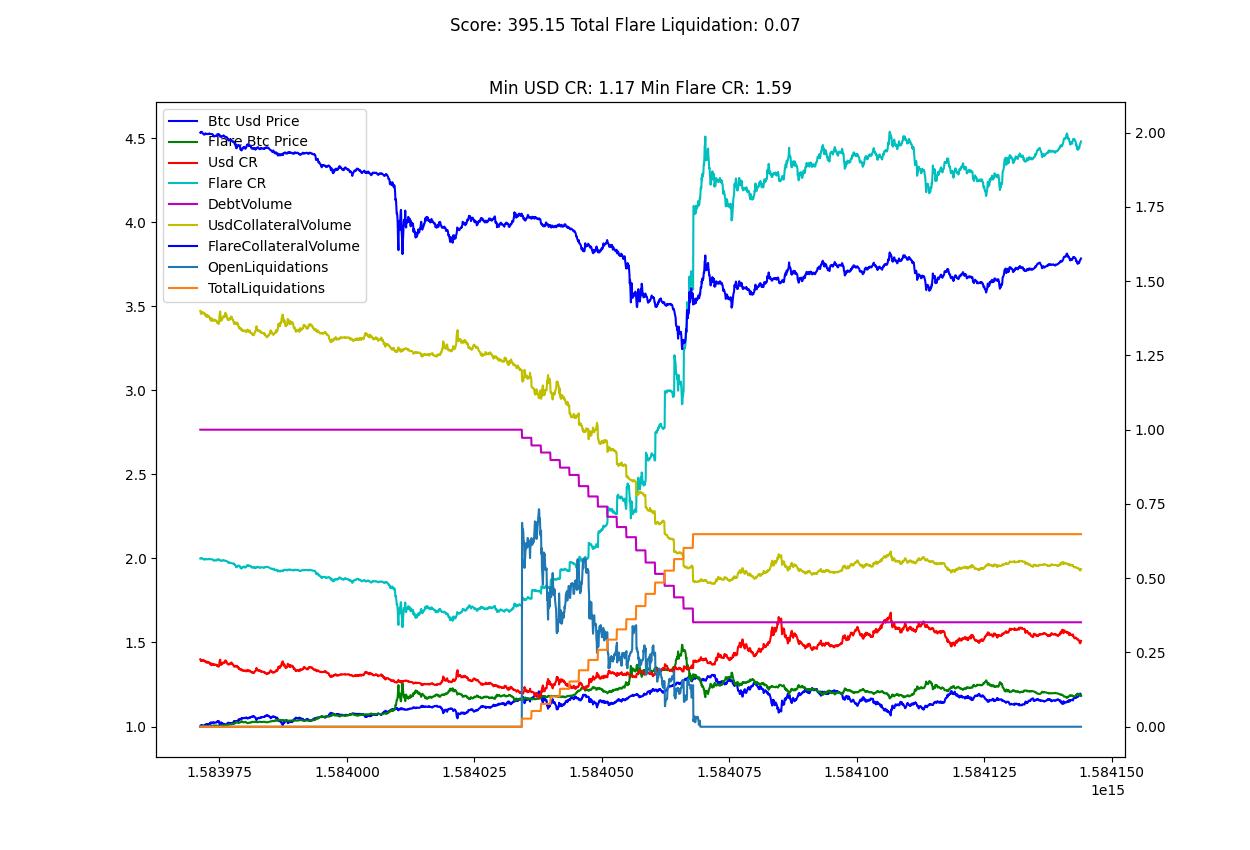 Score: 395.15 Total Flare Liquidation: 0.07
Min USD CR: 1.17 Min Flare CR: 1.59
Btc Usd Price
Flare Btc Price
Usd CR
Flare CR
DebtVolume
UsdCollateralVolume
FlareCollateralVolume
OpenLiquidations
TotalLiquidations
4.5
4.0
3.5
3.0
2.5
2.0
1.5
1.0
2.00
1.75
1.50
1.25
1.00
0.75
0.50
0.25
0.00
1.583975 1.584000 1.584025 1.584050 1.584075 1.584100 1.584125 1.584150
1e15